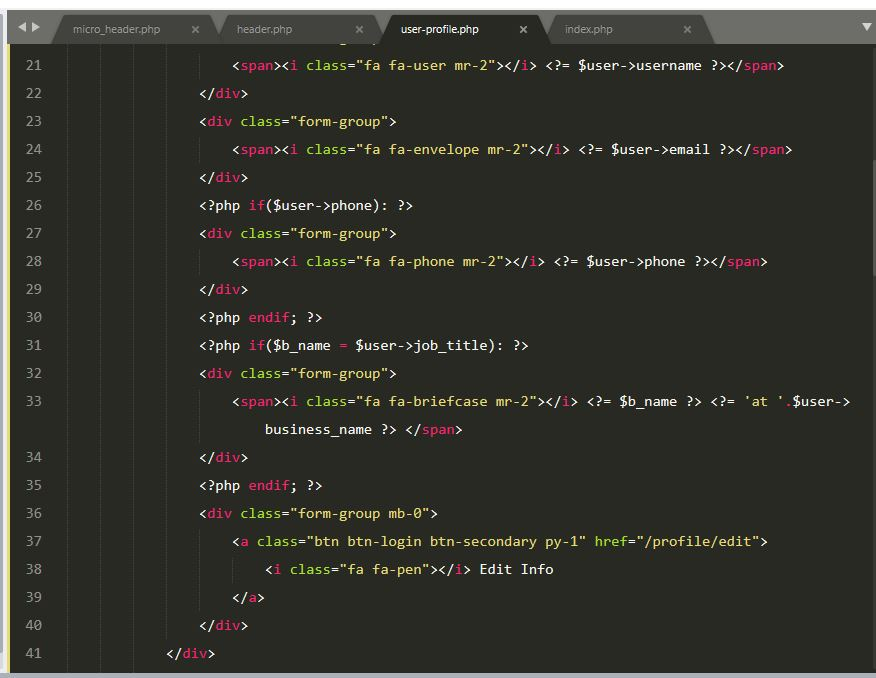 micro_header.php × header.php × user-profile.php × index.php ×
21 <span><i class="fa fa-user mr-2"></i> <?= $user->username ?></span>
22 </div>
23 <div class="form-group">
24 <span><i class="fa fa-envelope mr-2"></i> <?= $user->email ?></span>
25 </div>
26 <?php if($user->phone): ?>
27 <div class="form-group">
28 <span><i class="fa fa-phone mr-2"></i> <?= $user->phone ?></span>
29 </div>
30 <?php endif; ?>
31 <?php if($b_name = $user->job_title): ?>
32 <div class="form-group">
33 <span><i class="fa fa-briefcase mr-2"></i> <?= $b_name ?> <?= 'at '.$user->
business_name ?> </span>
34 </div>
35 <?php endif; ?>
36 <div class="form-group mb-0">
37 <a class="btn btn-login btn-secondary py-1" href="/profile/edit">
38 <i class="fa fa-pen"></i> Edit Info
39 </a>
40 </div>
41 </div>